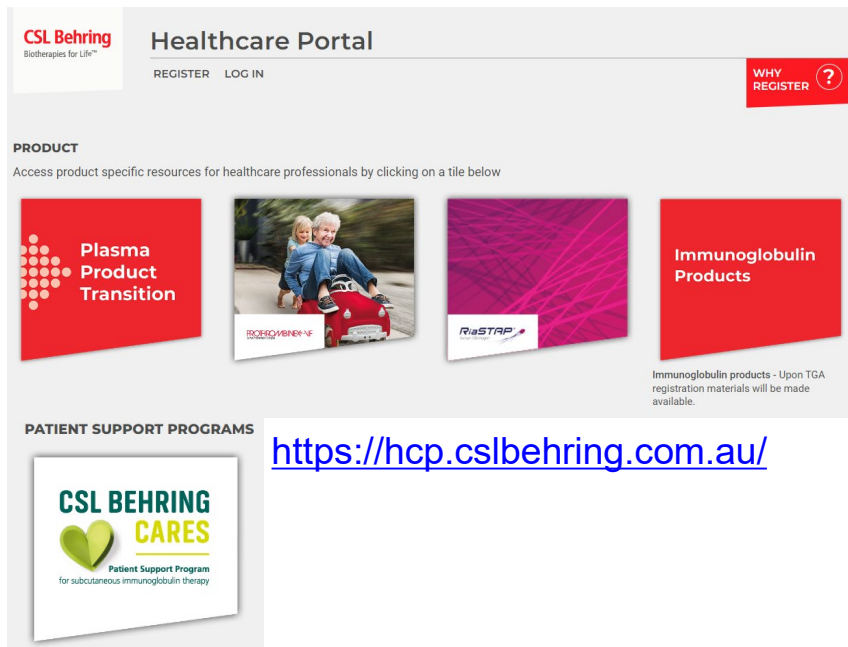 CSL Behring
Biotherapies for Life™
Healthcare Portal
REGISTER LOG IN
WHY
REGISTER ?
PRODUCT
Access product specific resources for healthcare professionals by clicking on a tile below
Plasma
Product
Transition
PROTHROMBINEX-VF
RiaSTAP
Immunoglobulin
Products
Immunoglobulin products - Upon TGA
registration materials will be made
available.
PATIENT SUPPORT PROGRAMS
https://hcp.cslbehring.com.au/
CSL BEHRING
CARES
Patient Support Program
for subcutaneous immunoglobulin therapy